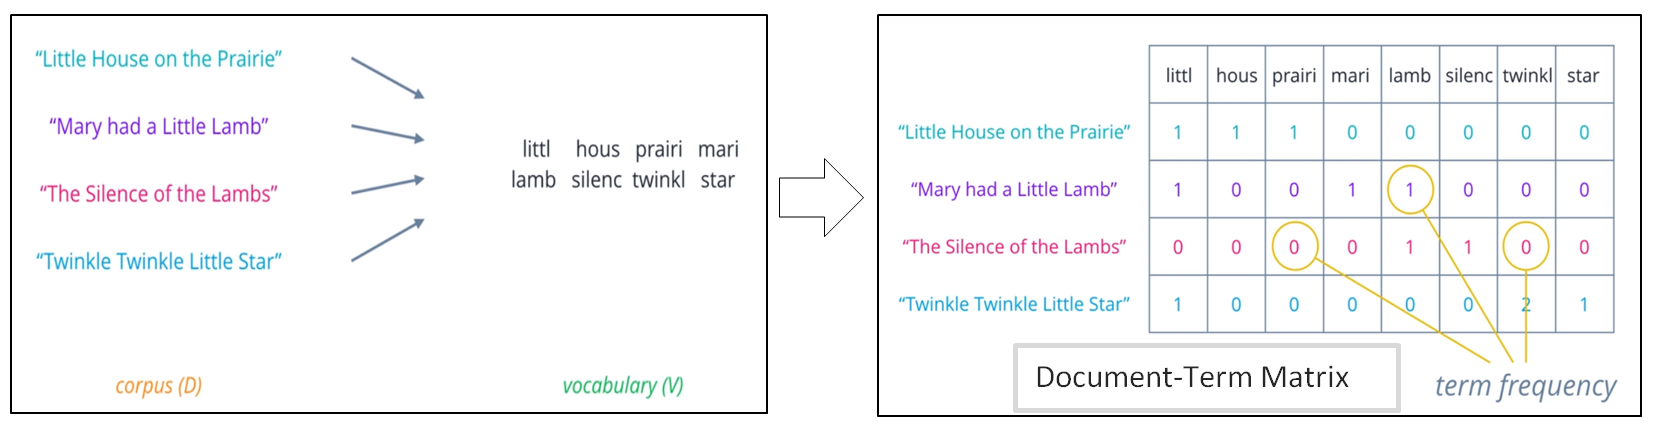 “Little House on the Prairie”
“Mary had a Little Lamb”
“The Silence of the Lambs”
“Twinkle Twinkle Little Star”
littl hous prairi mari
lamb silenc twinkl star
corpus (D)
vocabulary (V)
littl hous prairi mari lamb silenc twinkl star
“Little House on the Prairie” 1 1 1 0 0 0 0 0
“Mary had a Little Lamb” 1 0 0 1 1 0 0 0
“The Silence of the Lambs” 0 0 0 0 1 1 0 0
“Twinkle Twinkle Little Star” 1 0 0 0 0 0 2 1
Document-Term Matrix
term frequency